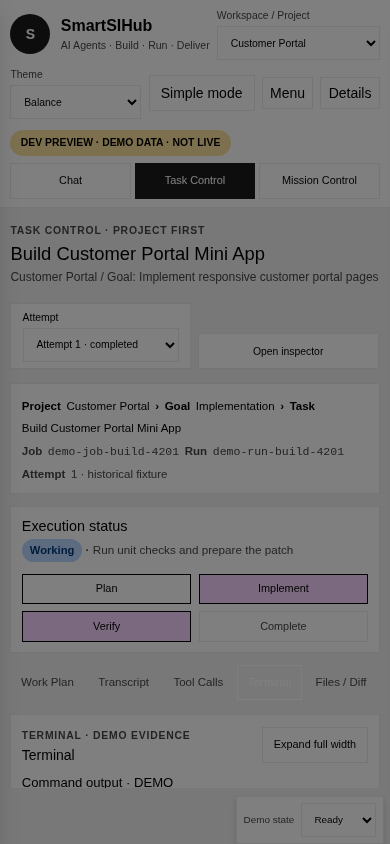 S
SmartSIHub
AI Agents · Build · Run · Deliver
Workspace / Project
Customer Portal
Theme
Balance
Simple mode
Menu
Details
DEV PREVIEW · DEMO DATA · NOT LIVE
Chat
Task Control
Mission Control
TASK CONTROL · PROJECT FIRST
Build Customer Portal Mini App
Customer Portal / Goal: Implement responsive customer portal pages
Attempt
Attempt 1 · completed
Open inspector
Project Customer Portal › Goal Implementation › Task
Build Customer Portal Mini App
Job demo-job-build-4201 Run demo-run-build-4201
Attempt 1 · historical fixture
Execution status
Working · Run unit checks and prepare the patch
Plan
Implement
Verify
Complete
Work Plan
Transcript
Tool Calls
Terminal
Files / Diff
TERMINAL · DEMO EVIDENCE
Terminal
Expand full width
Command output · DEMO
Demo state
Ready